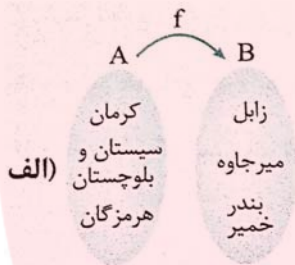 f
A B
(الف
کرمان
سیستان و
بلوچستان
هرمزگان
زابل
میرجاوه
بندر
خمیر